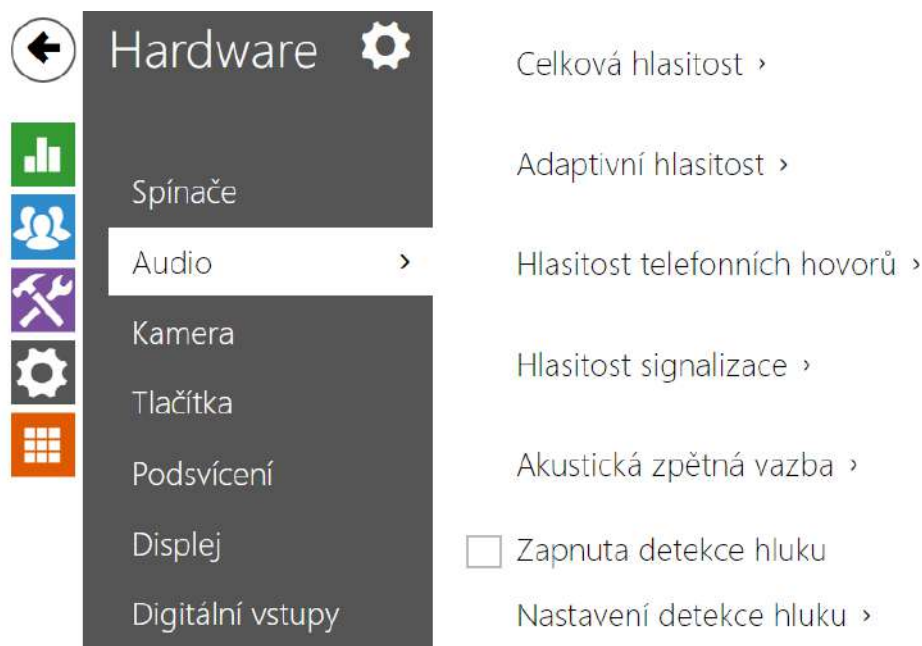 Hardware
Spínače
Audio
Kamera
Tlačítka
Podsvícení
Displej
Digitální vstupy
Celková hlasitost ›
Adaptivní hlasitost ›
Hlasitost telefonních hovorů ›
Hlasitost signalizace ›
Akustická zpětná vazba ›
Zapnuta detekce hluku
Nastavení detekce hluku ›